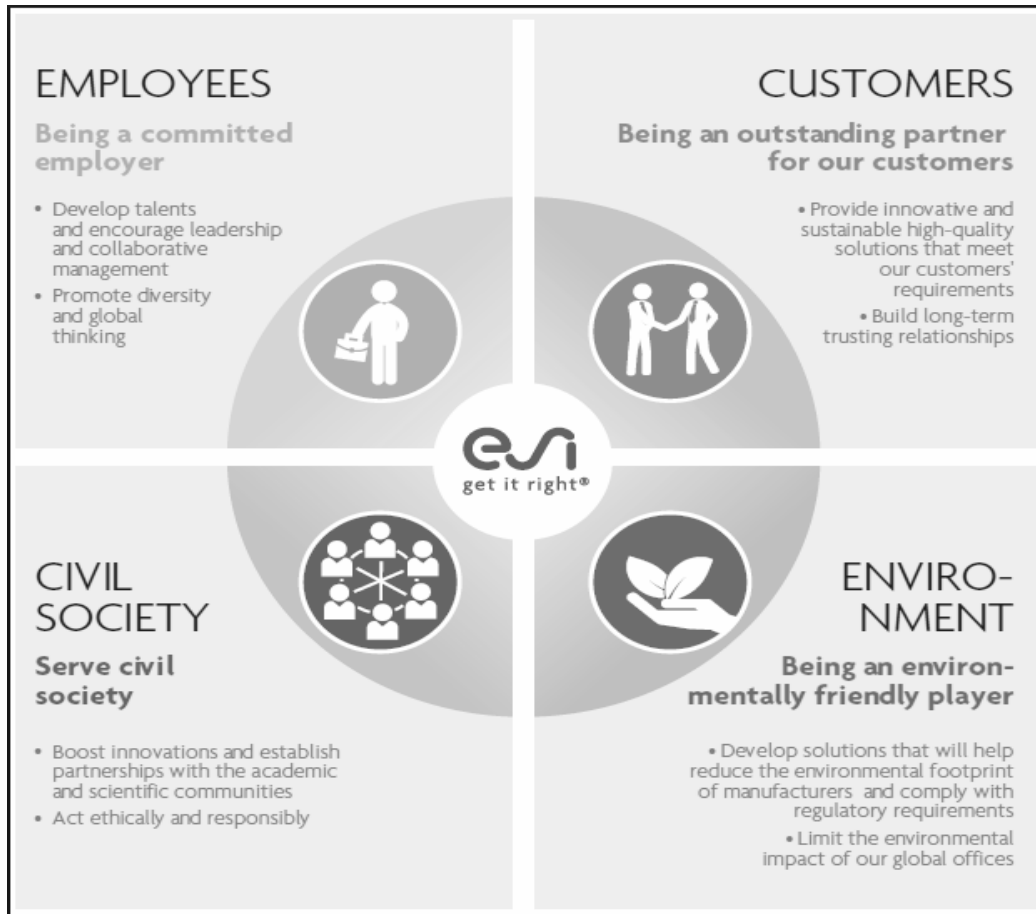 EMPLOYEES
Being a committed
employer
• Develop talents
and encourage leadership
and collaborative
management
• Promote diversity
and global
thinking
CUSTOMERS
Being an outstanding partner
for our customers
• Provide innovative and
sustainable high-quality
solutions that meet
our customers'
requirements
• Build long-term
trusting relationships
esi
get it right®
CIVIL
SOCIETY
Serve civil
society
• Boost innovations and establish
partnerships with the academic
and scientific communities
• Act ethically and responsibly
ENVIRO-
NMENT
Being an environ-
mentally friendly player
• Develop solutions that will help
reduce the environmental footprint
of manufacturers and comply with
regulatory requirements
• Limit the environmental
impact of our global offices